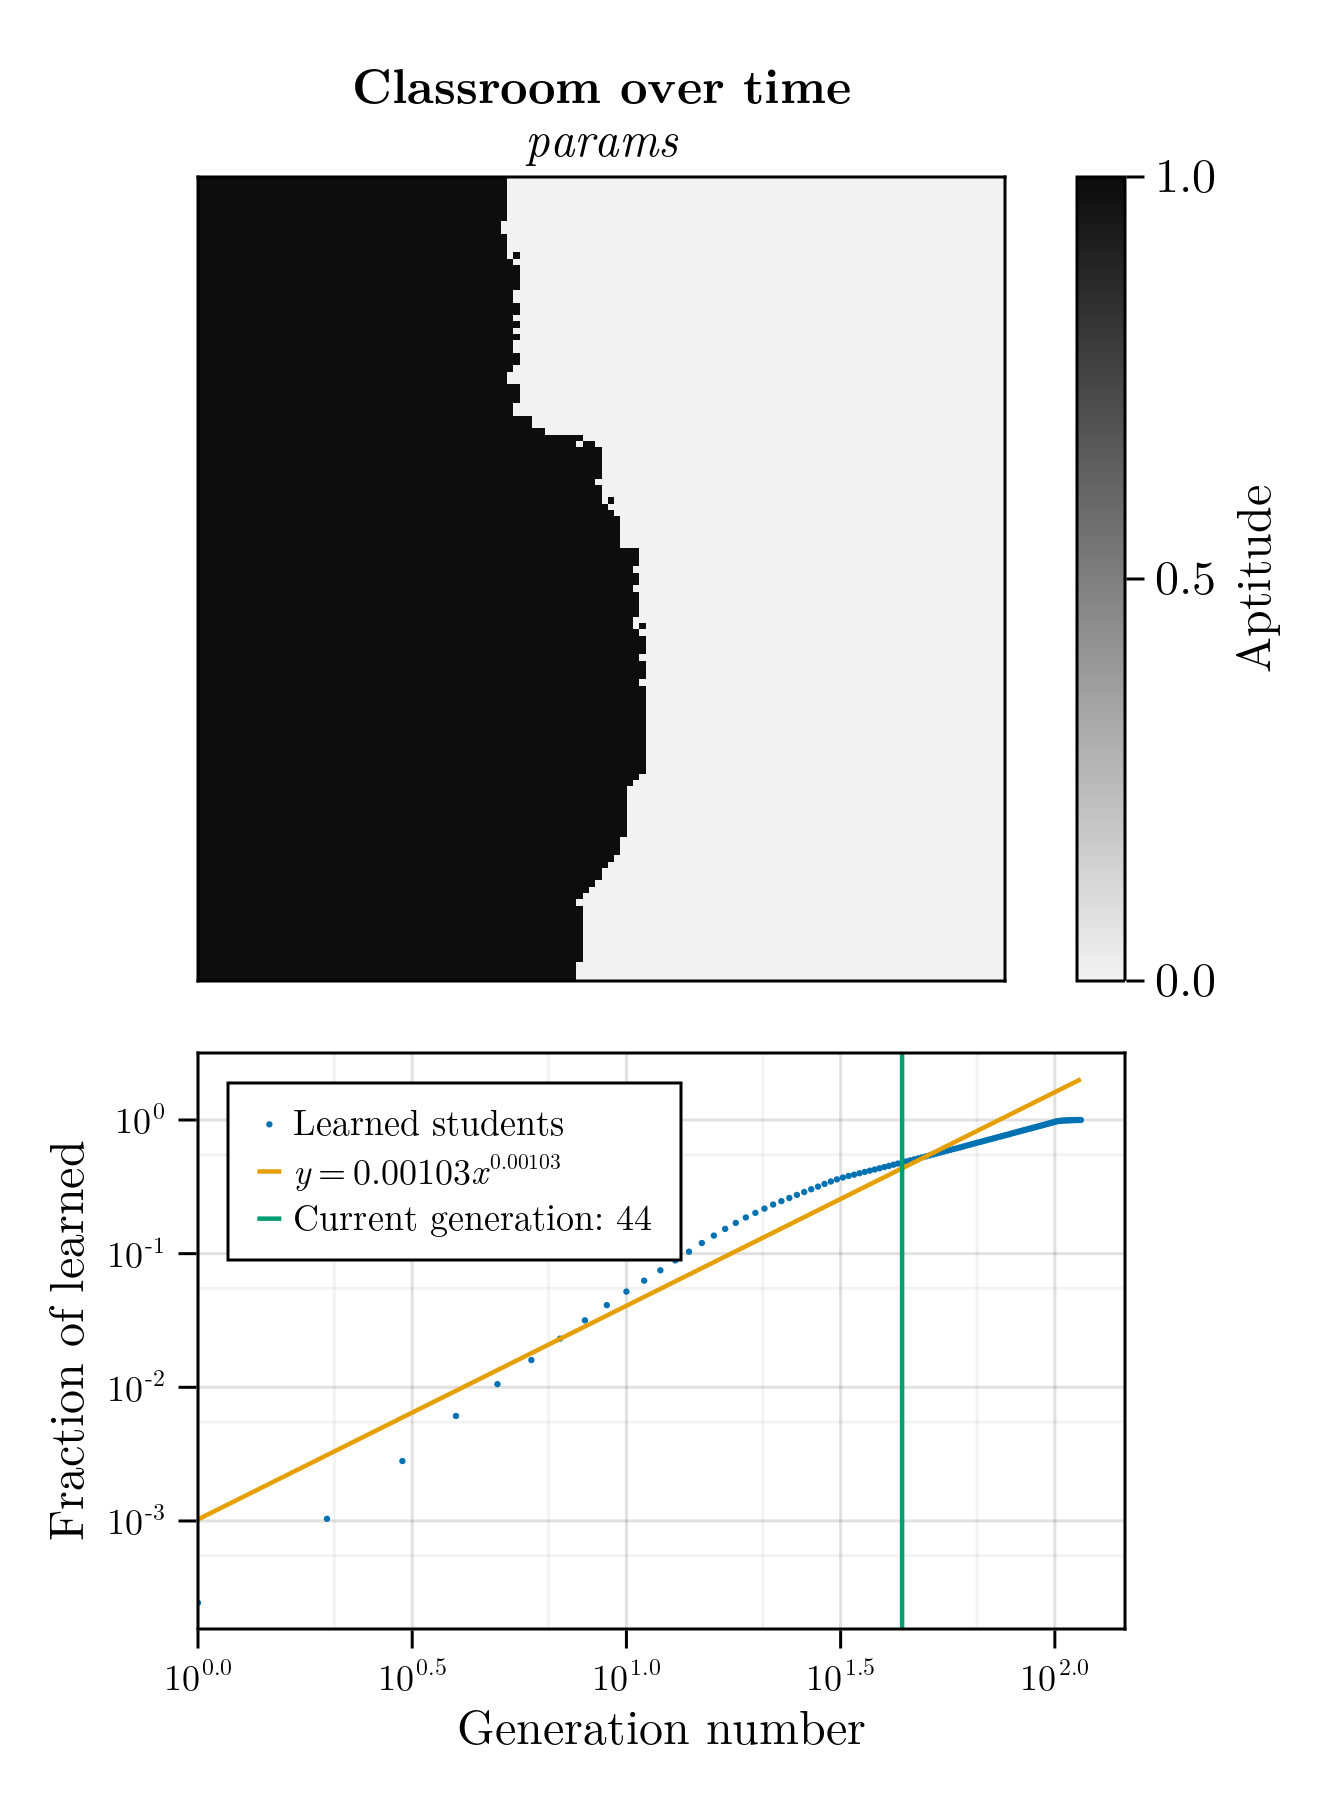 Classroom over time
params
1.0
0.5
0.0
Aptitude
Learned students
y = 0.00103x^0.00103
Current generation: 44
10^0
10^-1
10^-2
10^-3
Fraction of learned
10^0.0 10^0.5 10^1.0 10^1.5 10^2.0
Generation number